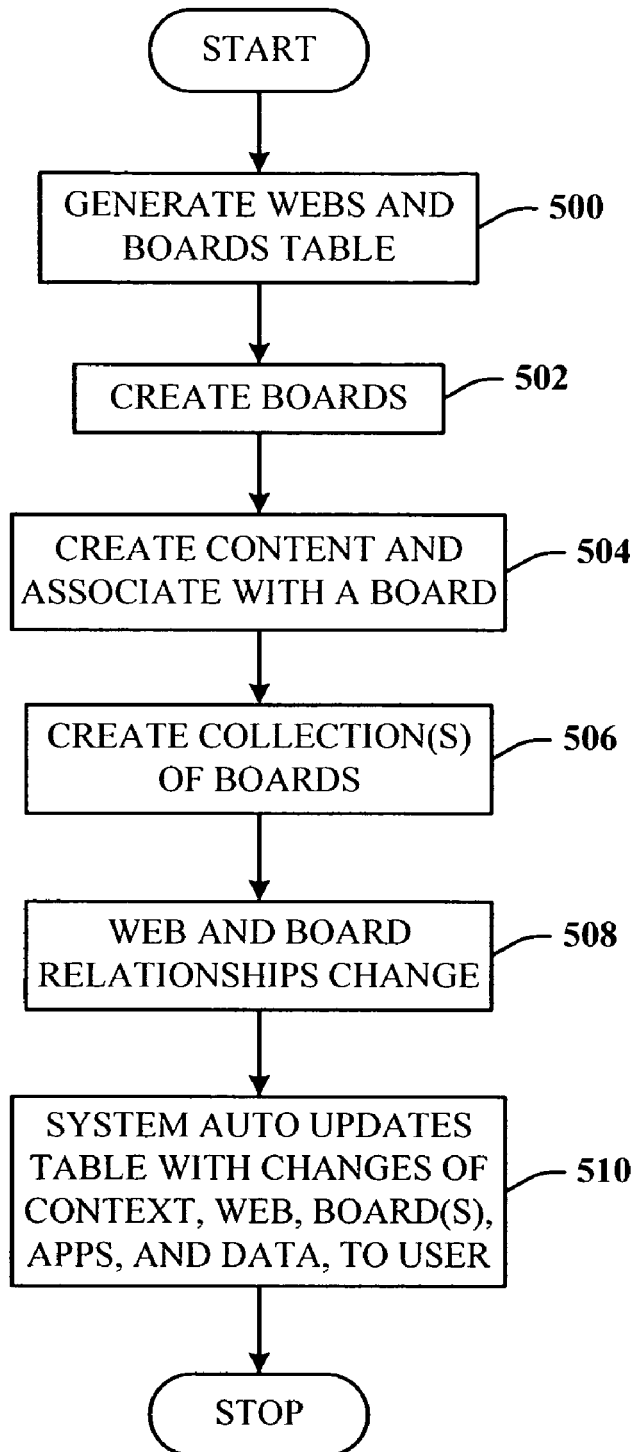 START
GENERATE WEBS AND
BOARDS TABLE
500
CREATE BOARDS
502
CREATE CONTENT AND
ASSOCIATE WITH A BOARD
504
CREATE COLLECTION(S)
OF BOARDS
506
WEB AND BOARD
RELATIONSHIPS CHANGE
508
SYSTEM AUTO UPDATES
TABLE WITH CHANGES OF
CONTEXT, WEB, BOARD(S),
APPS, AND DATA, TO USER
510
STOP